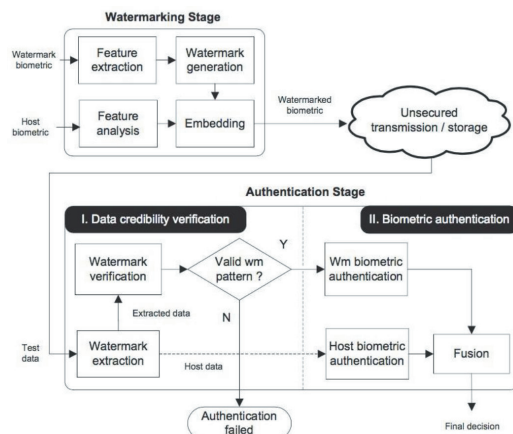 Watermarking Stage
Watermark
biometric
Feature
extraction
Watermark
generation
Host
biometric
Feature
analysis
Embedding
Watermarked
biometric
Unsecured
transmission / storage
Authentication Stage
I. Data credibility verification
II. Biometric authentication
Watermark
verification
Valid wm
pattern ?
Y
Wm biometric
authentication
N
Extracted data
Test
data
Watermark
extraction
Host data
Host biometric
authentication
Fusion
Authentication
failed
Final decision